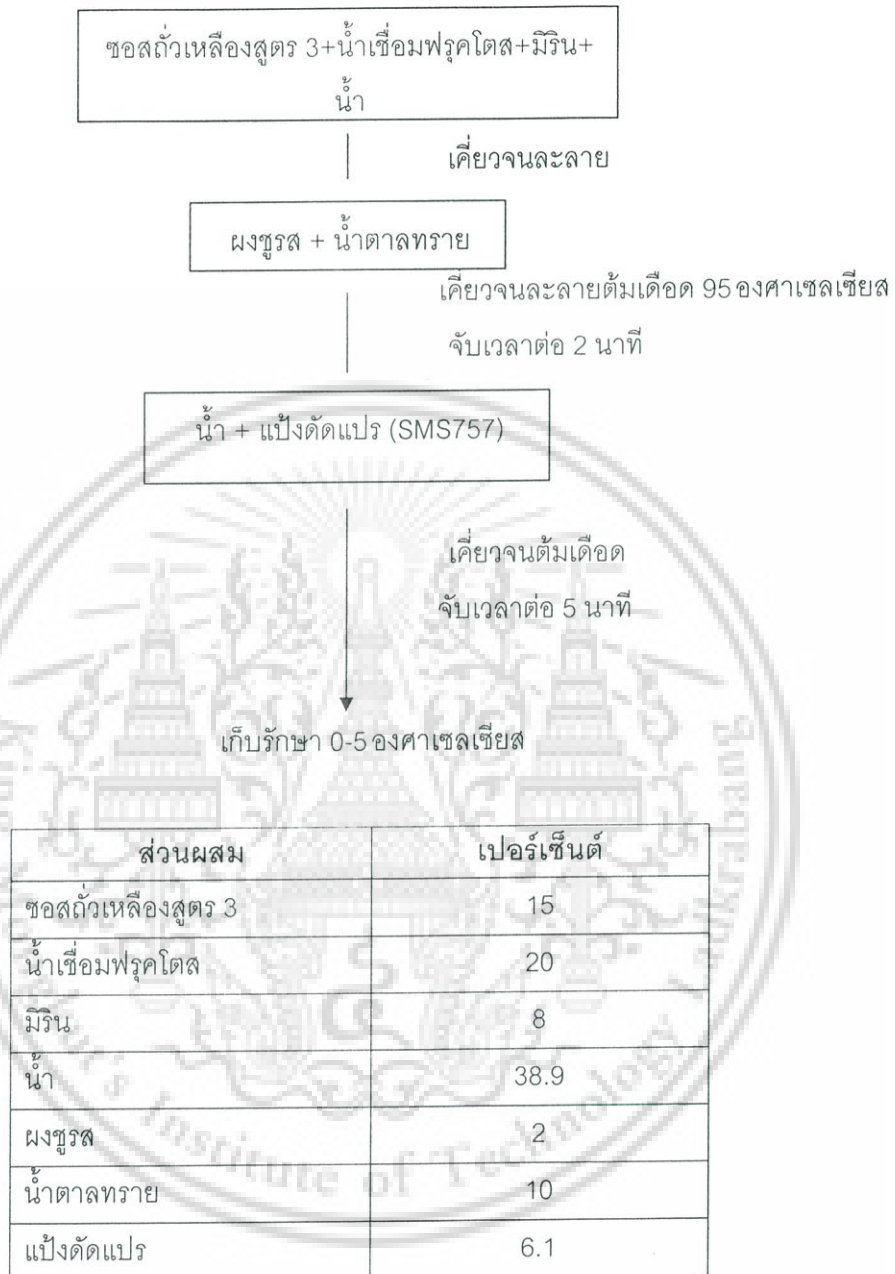 ซอสถั่วเหลืองสูตร 3+น้ำเชื่อมฟรุคโตส+มิริน+
น้ำ
เคี่ยวจนละลาย
ผงชูรส + น้ำตาลทราย
เคี่ยวจนละลายต้มเดือด 95 องศาเซลเซียส
จับเวลาต่อ 2 นาที
น้ำ + แป้งดัดแปร (SMS757)
เคี่ยวจนต้มเดือด
จับเวลาต่อ 5 นาที
เก็บรักษา 0-5 องศาเซลเซียส
ส่วนผสม เปอร์เซ็นต์
ซอสถั่วเหลืองสูตร 3 15
น้ำเชื่อมฟรุคโตส 20
มิริน 8
น้ำ 38.9
ผงชูรส 2
น้ำตาลทราย 10
แป้งดัดแปร 6.1
Institute of Technology Ladkrabang